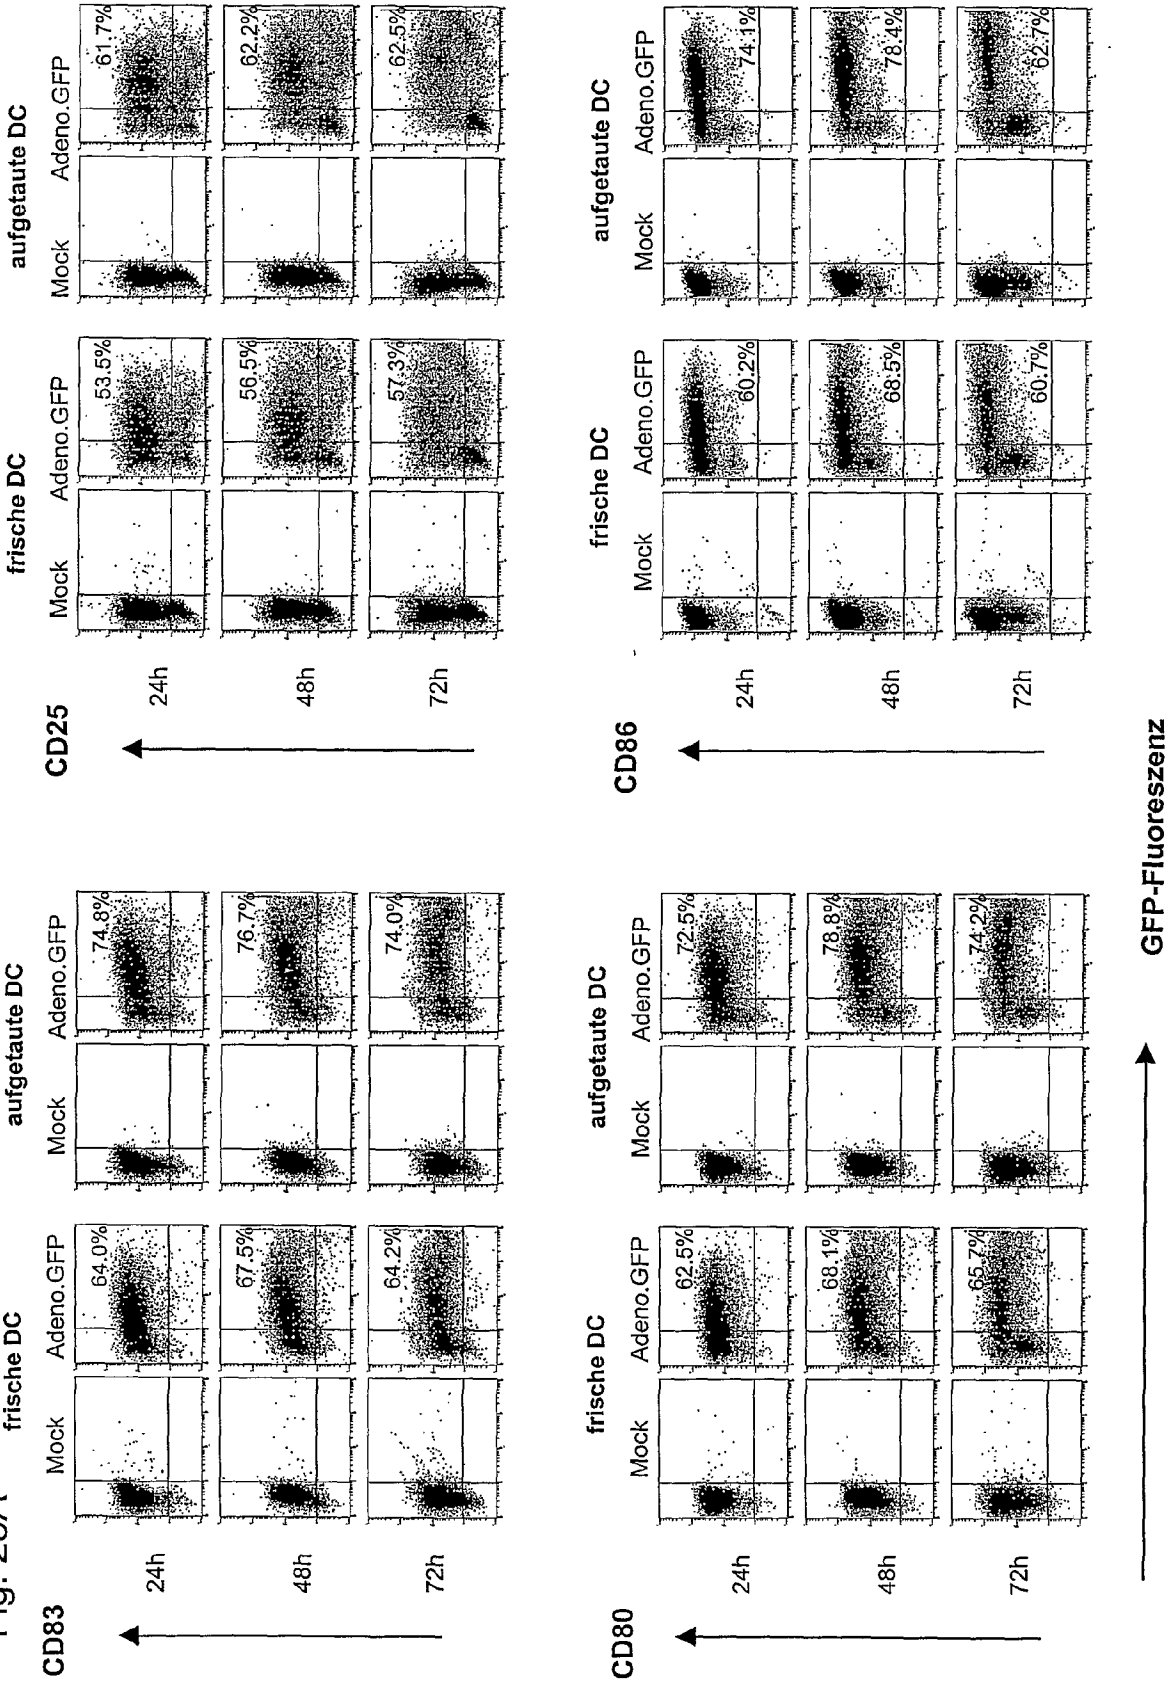 CD83
frische DC
aufgetaute DC
Mock
Adeno.GFP
Mock
Adeno.GFP
24h
64.0%
74.8%
48h
67.5%
76.7%
72h
64.2%
74.0%
CD25
frische DC
aufgetaute DC
Mock
Adeno.GFP
Mock
Adeno.GFP
24h
53.5%
61.7%
48h
56.5%
62.2%
72h
57.3%
62.5%
CD80
frische DC
aufgetaute DC
Mock
Adeno.GFP
Mock
Adeno.GFP
24h
62.5%
72.5%
48h
68.1%
78.8%
72h
65.7%
74.2%
CD86
frische DC
aufgetaute DC
Mock
Adeno.GFP
Mock
Adeno.GFP
24h
60.2%
74.1%
48h
68.5%
78.4%
72h
60.7%
62.7%
GFP-Fluoreszenz